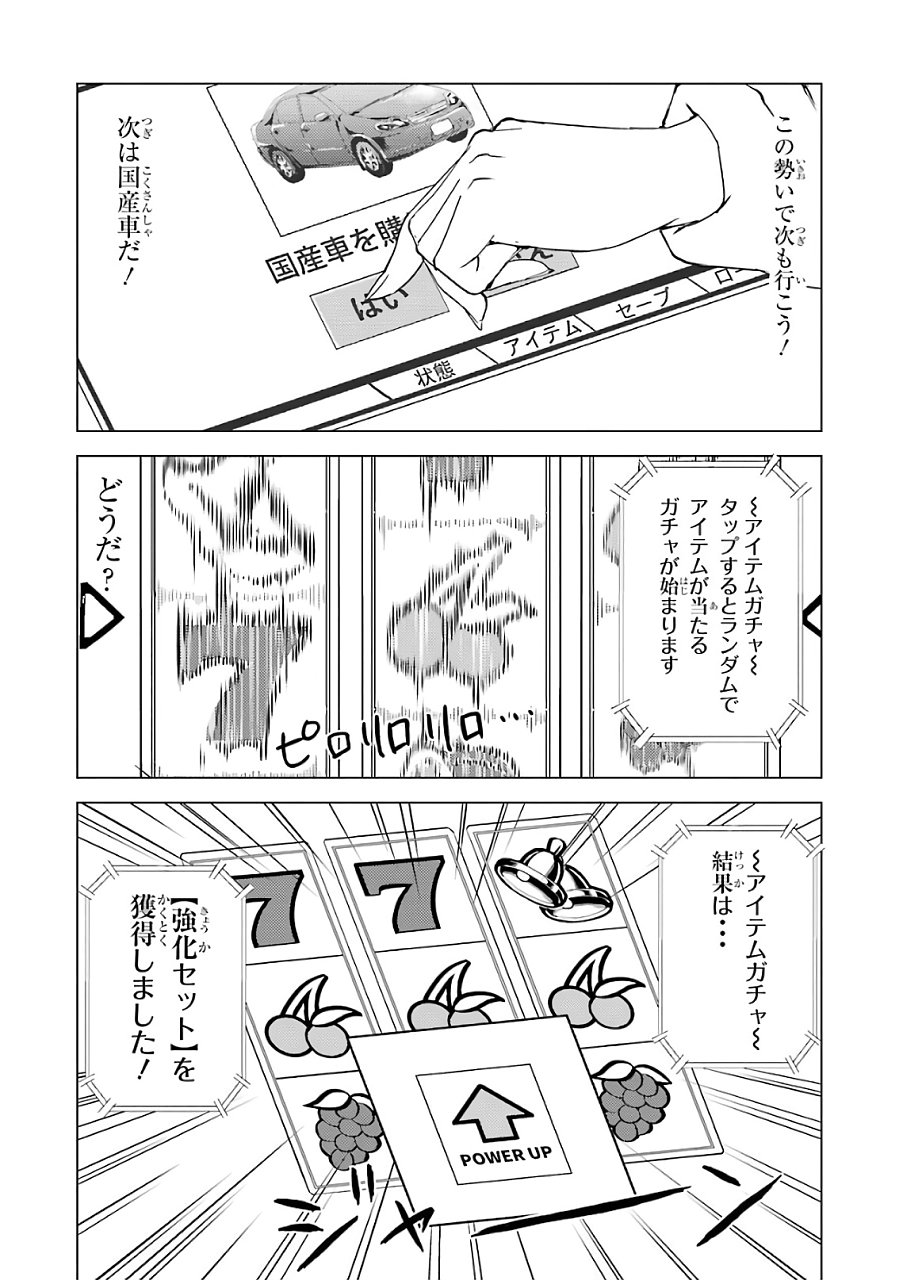 この勢いで次も行こう！
次は国産車だ！
国産車を購
はい
状態
アイテム
セーブ
ロー
～アイテムガチャ～
タップするとランダムで
アイテムが当たる
ガチャが始まります
どうだ？
ピロリロリロ…
～アイテムガチャ～
結果は・・・
【強化セット】を
獲得しました！
POWER UP
ジャーン